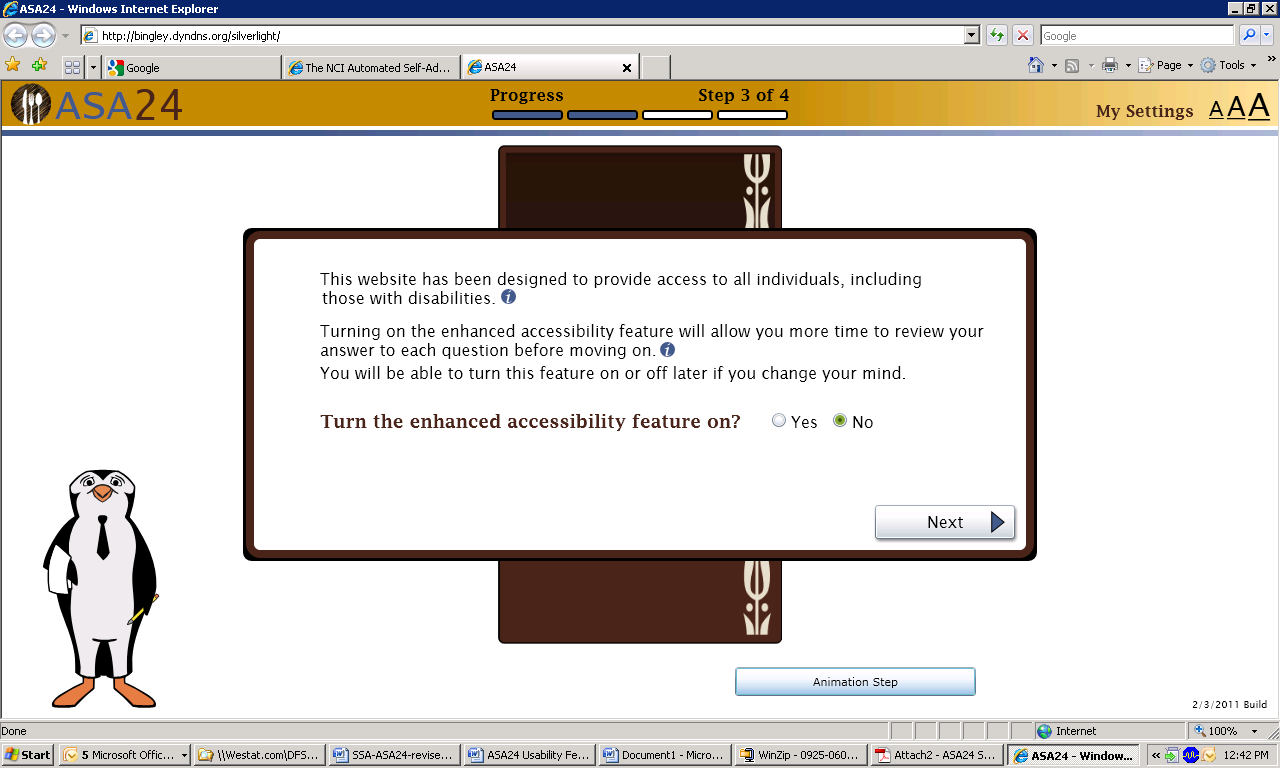 ASA24 - Windows Internet Explorer
http://bingley.dyndns.org/silverlight/
Google
Google
The NCI Automated Self-Ad...
ASA24
Page
Tools
ASA24
Progress
Step 3 of 4
My Settings
A A A
This website has been designed to provide access to all individuals, including
those with disabilities.
Turning on the enhanced accessibility feature will allow you more time to review your
answer to each question before moving on.
You will be able to turn this feature on or off later if you change your mind.
Turn the enhanced accessibility feature on?
Yes
No
Next
Animation Step
2/3/2011 Build
Done
Internet
100%
Start
5 Microsoft Offic...
\\Westat.com\DFS...
SSA-ASA24-revise...
ASA24 Usability Fe...
Document1 - Micro...
WinZip - 0925-060...
Attach2 - ASA24 S...
ASA24 - Window...
12:42 PM